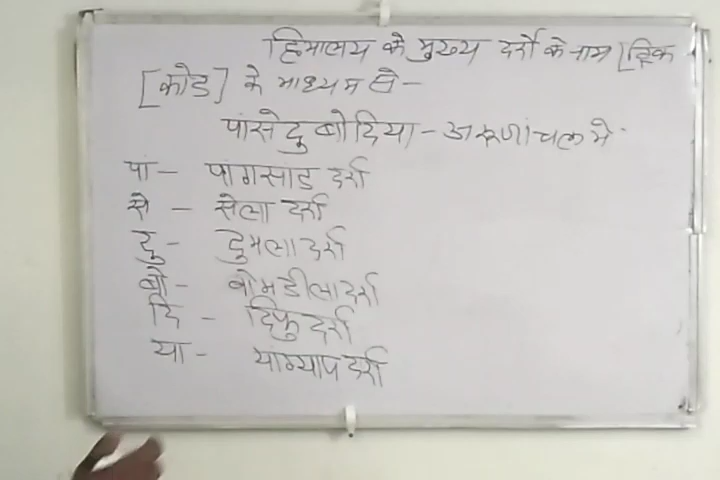 हिमालय के मुख्य दर्रो के नाम [ट्रिक
[कोड] के माध्यम से -
पांसेदु बो दिया - अरुणांचल मे
पां - पांगसांड दर्रा
से - सेला दर्रा
दु - दुमला दर्रा
बो - बोमडीला दर्रा
दि - दिफु दर्रा
या - यांग्याप दर्रा